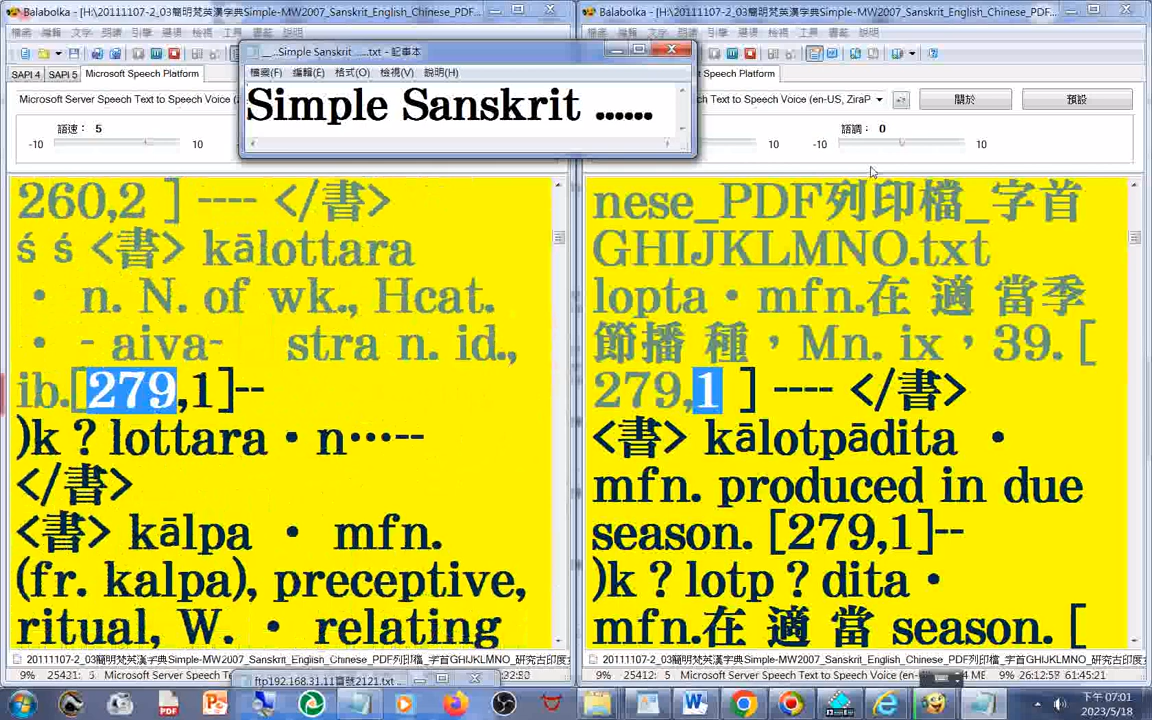 Balabolka - [H:\20111107-2_03簡明梵英漢字典Simple-MW2007_Sanskrit_English_Chinese_PDF...
Balabolka - [H:\20111107-2_03簡明梵英漢字典Simple-MW2007_Sanskrit_English_Chinese_PDF...
__...Simple Sanskrit ......txt - 記事本
檔案(F) 編輯(E) 格式(O) 檢視(V) 說明(H)
Simple Sanskrit ......
SAPI 4 SAPI 5 Microsoft Speech Platform
Speech Platform
Microsoft Server Speech Text to Speech Voice
Text to Speech Voice (en-US, ZiraP
關於
預設
語速： 5
語調： 0
-10
10
10
-10
10
260,2 ] ---- </書>
ś ś <書> kālottara
• n. N. of wk., Hcat.
• - aiva- stra n. id.,
ib.[279,1]--
)k ? lottara • n…--
</書>
<書> kālpa • mfn.
(fr. kalpa), preceptive,
ritual, W. • relating
nese_PDF列印檔_字首
GHIJKLMNO.txt
lopta • mfn.在 適 當季
節播 種，Mn. ix，39. [
279,1 ] ---- </書>
<書> kālotpādita •
mfn. produced in due
season. [279,1]--
)k ? lotp ? dita •
mfn.在 適 當 season. [
20111107-2_03簡明梵英漢字典Simple-MW2007_Sanskrit_English_Chinese_PDF列印檔_字首GHIJKLMNO_研究古印度
20111107-2_03簡明梵英漢字典Simple-MW2007_Sanskrit_English_Chinese_PDF列印檔_字首GHIJKLMNO_研究古印度
9% 25431: 5 Microsoft Speech
ftp192.168.31.11冒號2121.txt...
9% 25412: 5 Microsoft Server Speech Text to Speech Voice (en-
26:12:53 61:45:21
下午 07:01
2023/5/18